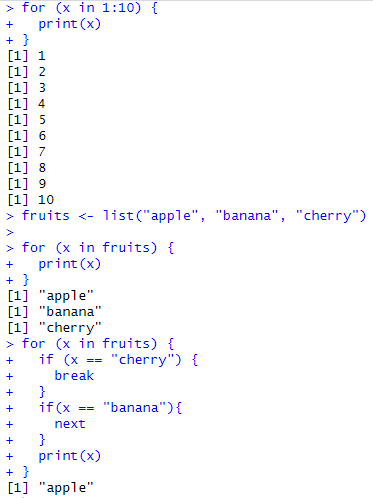 > for (x in 1:10) {
+   print(x)
+ }
[1] 1
[1] 2
[1] 3
[1] 4
[1] 5
[1] 6
[1] 7
[1] 8
[1] 9
[1] 10
> fruits <- list("apple", "banana", "cherry")
>
> for (x in fruits) {
+   print(x)
+ }
[1] "apple"
[1] "banana"
[1] "cherry"
> for (x in fruits) {
+   if (x == "cherry") {
+     break
+   }
+   if(x == "banana"){
+     next
+   }
+   print(x)
+ }
[1] "apple"